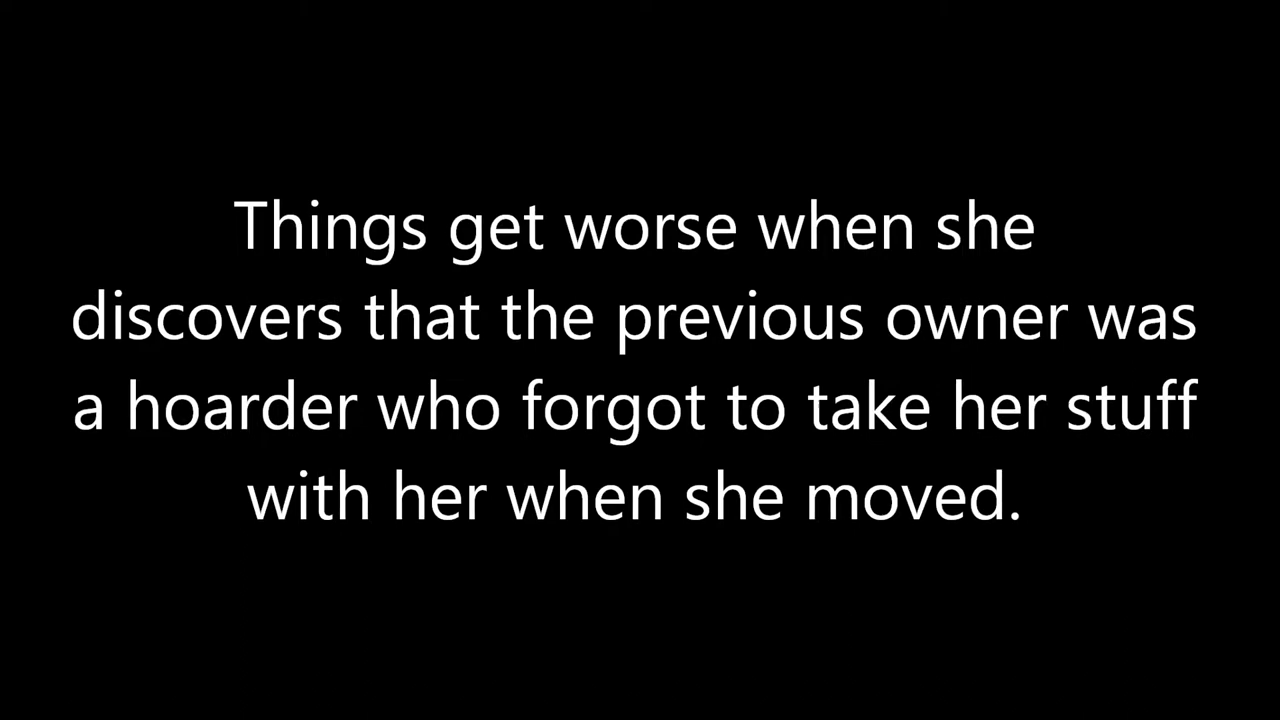 Things get worse when she
discovers that the previous owner was
a hoarder who forgot to take her stuff
with her when she moved.